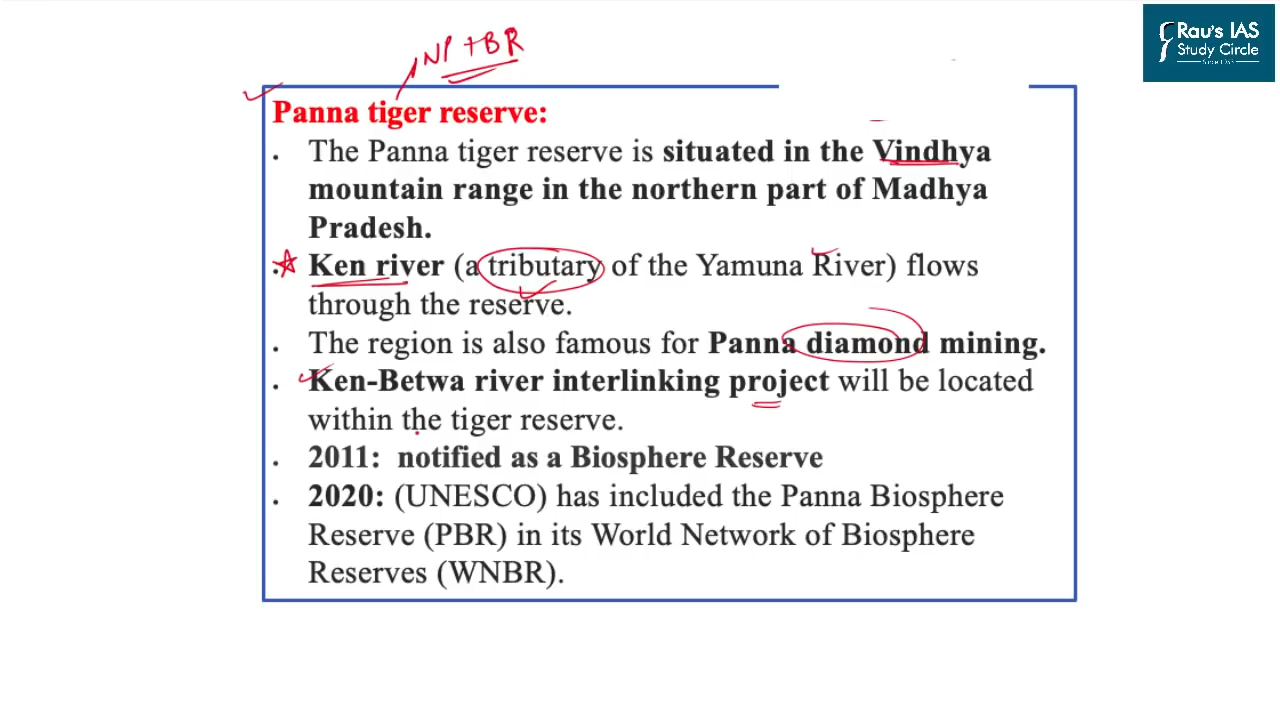 Rau's IAS
Study Circle
Since 1953
NP + BR
Panna tiger reserve:
. The Panna tiger reserve is situated in the Vindhya
mountain range in the northern part of Madhya
Pradesh.
. Ken river (a tributary of the Yamuna River) flows
through the reserve.
. The region is also famous for Panna diamond mining.
. Ken-Betwa river interlinking project will be located
within the tiger reserve.
. 2011: notified as a Biosphere Reserve
. 2020: (UNESCO) has included the Panna Biosphere
Reserve (PBR) in its World Network of Biosphere
Reserves (WNBR).